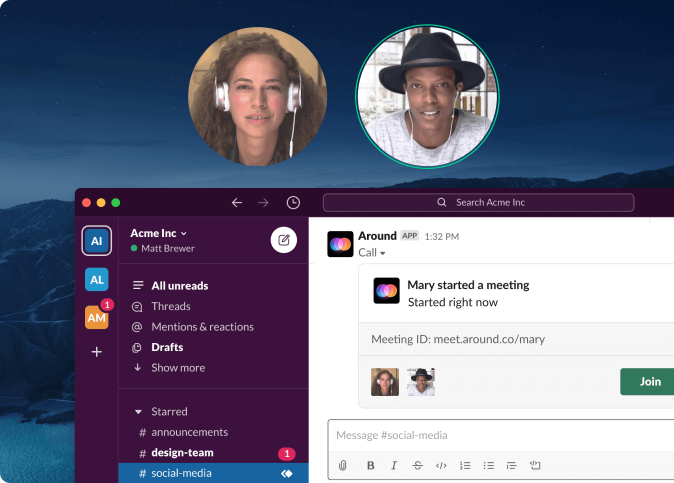 Search Acme Inc
AI
Acme Inc
Matt Brewer
AL
AM
1
+
All unreads
Threads
@ Mentions & reactions
Drafts
Show more
Starred
# announcements
# design-team 1
# social-media
Around APP 1:32 PM
Call
Mary started a meeting
Started right now
Meeting ID: meet.around.co/mary
Join
Message #social-media
B I S </>